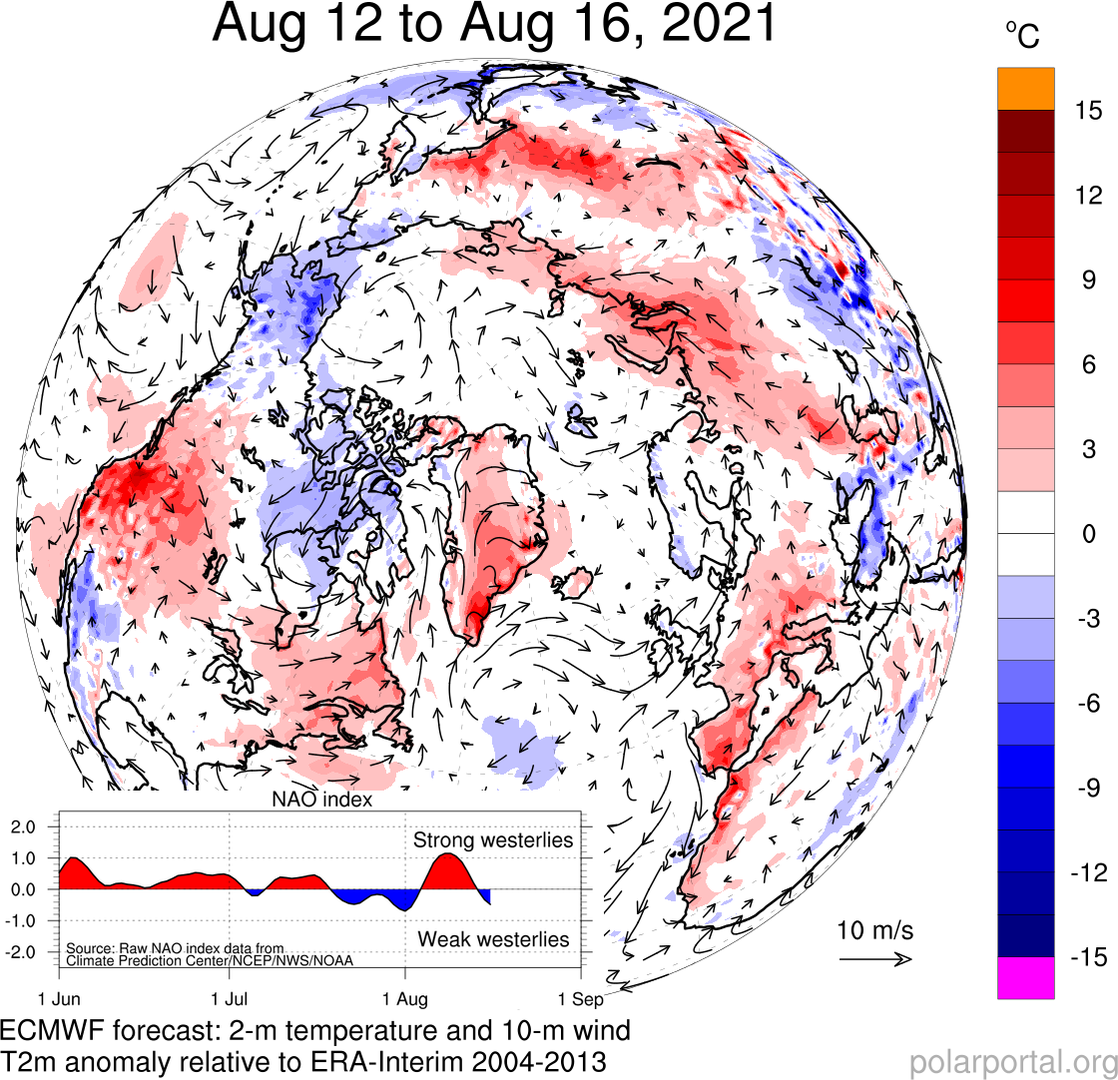 Aug 12 to Aug 16, 2021
°C
15
12
9
6
3
0
-3
-6
-9
-12
-15
NAO index
2.0
1.0
0.0
-1.0
-2.0
Strong westerlies
Weak westerlies
Source: Raw NAO index data from
Climate Prediction Center/NCEP/NWS/NOAA
1 Jun
1 Jul
1 Aug
1 Sep
10 m/s
ECMWF forecast: 2-m temperature and 10-m wind
T2m anomaly relative to ERA-Interim 2004-2013
polarportal.org